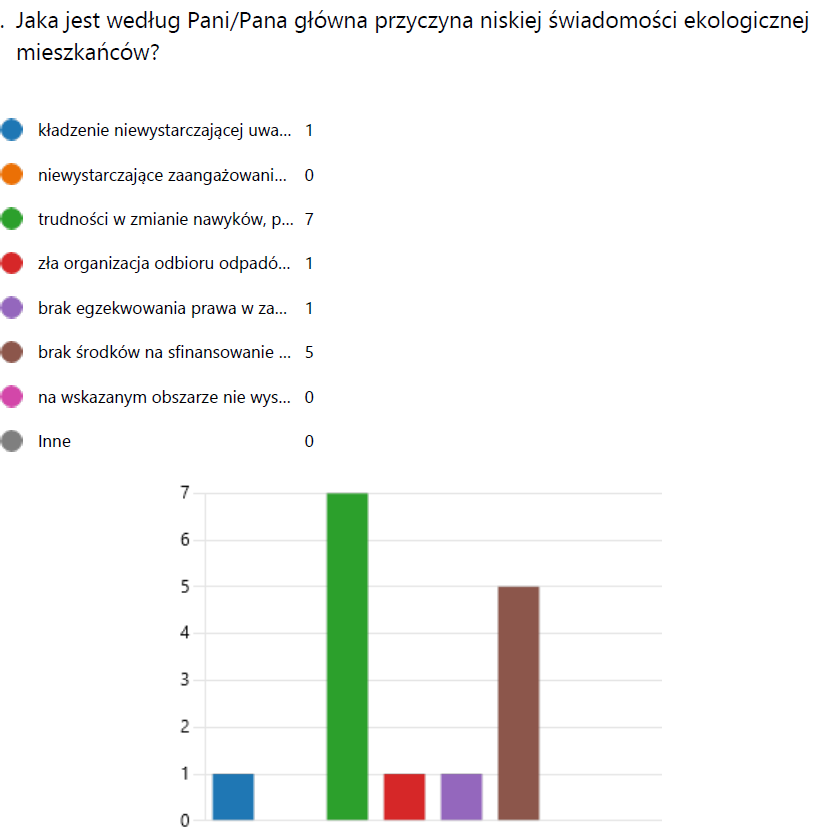 . Jaka jest według Pani/Pana główna przyczyna niskiej świadomości ekologicznej
mieszkańców?
kładzenie niewystarczającej uwa... 1
niewystarczające zaangażowani... 0
trudności w zmianie nawyków, p... 7
zła organizacja odbioru odpadó... 1
brak egzekwowania prawa w za... 1
brak środków na sfinansowanie ... 5
na wskazanym obszarze nie wys... 0
Inne 0
7
6
5
4
3
2
1
0